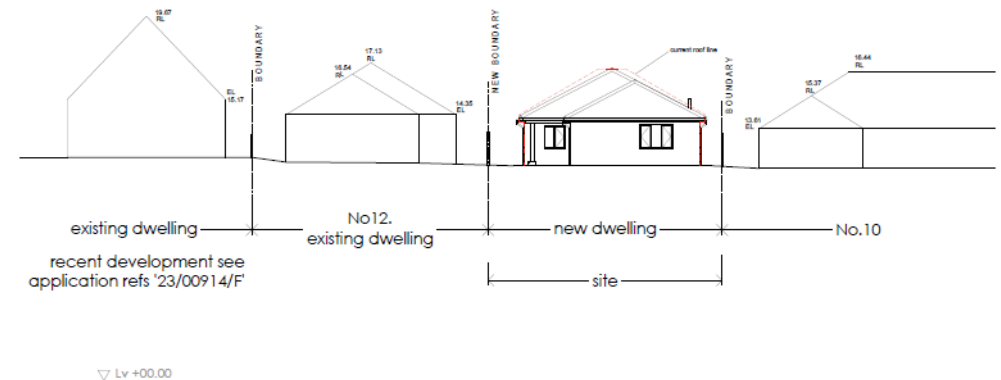 19.67
RL
EL
15.17
BOUNDARY
16.54
RL
17.13
RL
14.35
EL
NEW BOUNDARY
current roof line
BOUNDARY
13.61
EL
15.37
RL
16.44
RL
existing dwelling
No12.
existing dwelling
new dwelling
No.10
recent development see
application refs '23/00914/F'
site
Lv +00.00